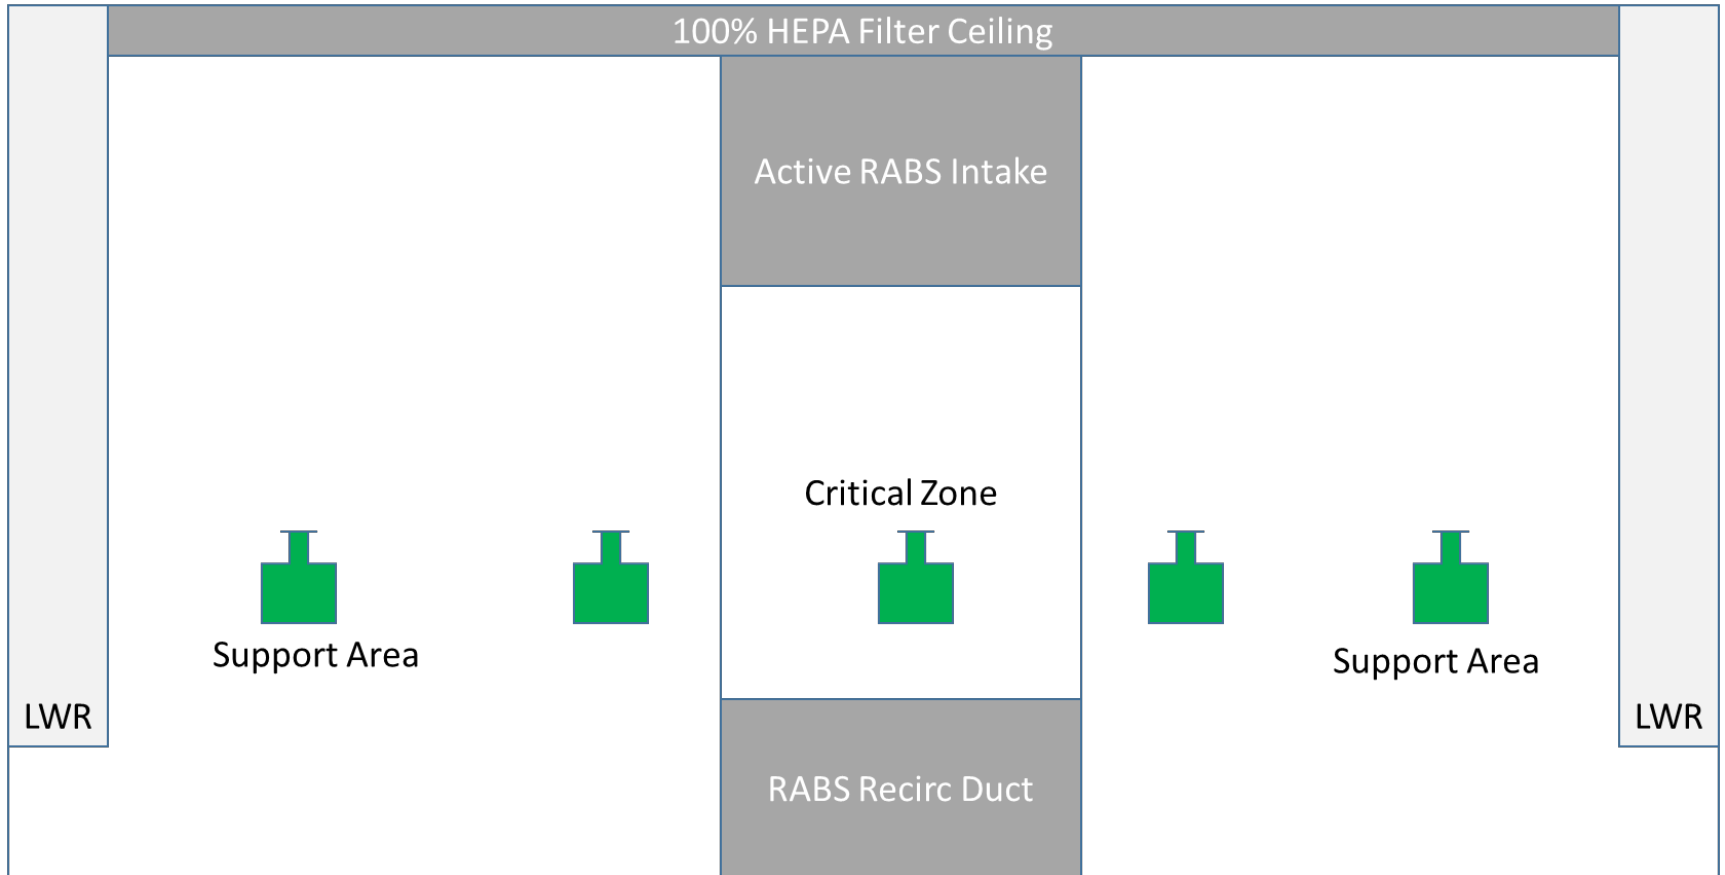 100% HEPA Filter Ceiling
Active RABS Intake
Critical Zone
Support Area
Support Area
LWR
LWR
RABS Recirc Duct